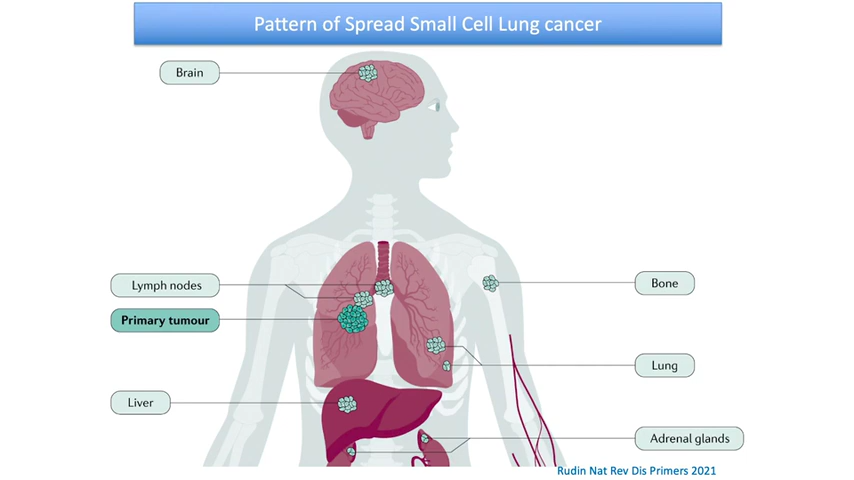 Pattern of Spread Small Cell Lung cancer
Brain
Lymph nodes
Bone
Primary tumour
Lung
Liver
Adrenal glands
Rudin Nat Rev Dis Primers 2021